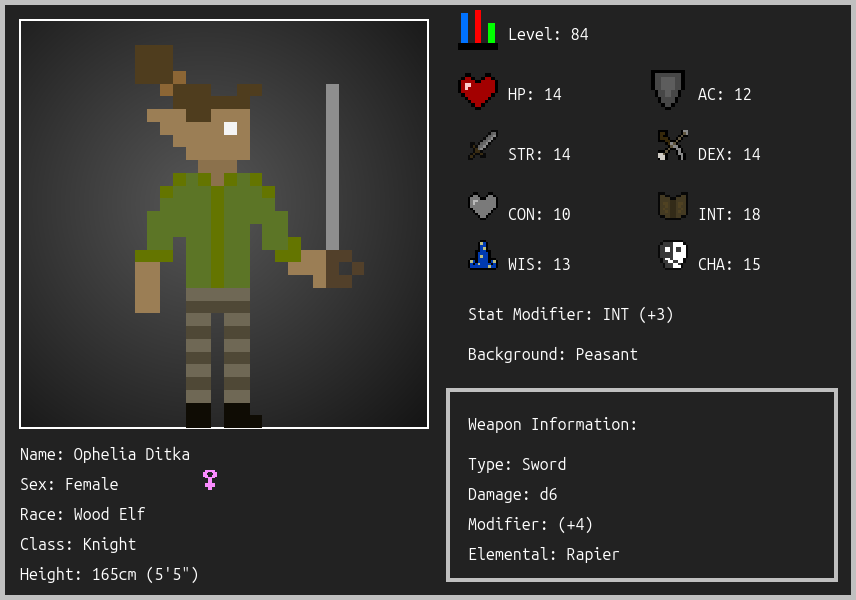 Level: 84
HP: 14
AC: 12
STR: 14
DEX: 14
CON: 10
INT: 18
WIS: 13
CHA: 15
Stat Modifier: INT (+3)
Background: Peasant
Weapon Information:
Type: Sword
Damage: d6
Modifier: (+4)
Elemental: Rapier
Name: Ophelia Ditka
Sex: Female
Race: Wood Elf
Class: Knight
Height: 165cm (5'5")